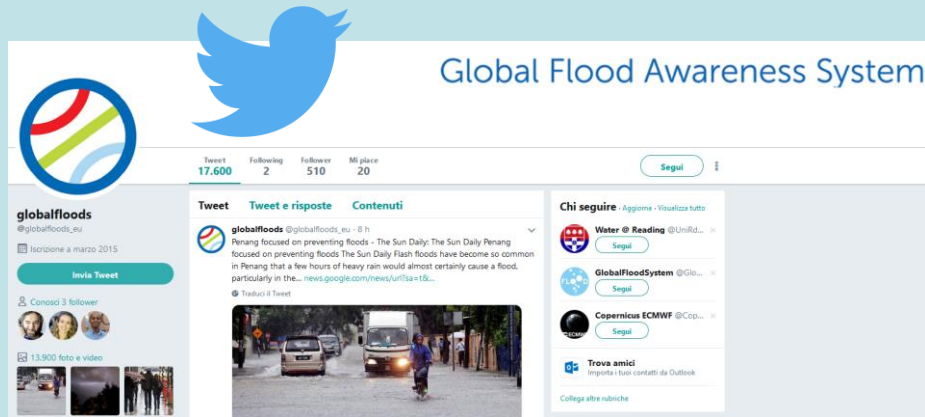 Global Flood Awareness System
Tweet Following Follower Mi piace
17.600 2 510 20
Segui
globalfloods
@globalfloods_eu
Iscrizione a marzo 2015
Invia Tweet
Conosci 3 follower
13.900 foto e video
Tweet Tweet e risposte Contenuti
globalfloods @globalfloods_eu · 8 h
Penang focused on preventing floods - The Sun Daily: The Sun Daily Penang
focused on preventing floods The Sun Daily Flash floods have become so common
in Penang that a few hours of heavy rain would almost certainly cause a flood,
particularly in the... news.google.com/news/url?sa=t&...
Traduci il Tweet
Chi seguire · Aggiorna · Visualizza tutto
Water @ Reading @UniRd...
Segui
GlobalFloodSystem @Glo...
Segui
Copernicus ECMWF @Cop...
Segui
ECMWF
Trova amici
Importa i tuoi contatti da Outlook
Collega altre rubriche